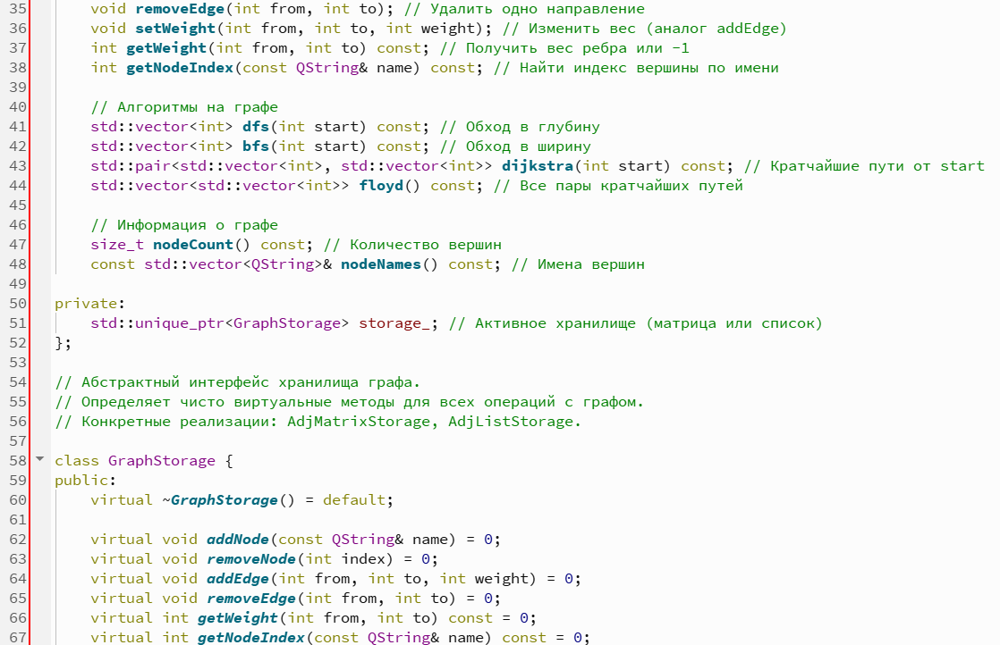 35     void removeEdge(int from, int to); // Удалить одно направление
36     void setWeight(int from, int to, int weight); // Изменить вес (аналог addEdge)
37     int getWeight(int from, int to) const; // Получить вес ребра или -1
38     int getNodeIndex(const QString& name) const; // Найти индекс вершины по имени
39
40     // Алгоритмы на графе
41     std::vector<int> dfs(int start) const; // Обход в глубину
42     std::vector<int> bfs(int start) const; // Обход в ширину
43     std::pair<std::vector<int>, std::vector<int>> dijkstra(int start) const; // Кратчайшие пути от start
44     std::vector<std::vector<int>> floyd() const; // Все пары кратчайших путей
45
46     // Информация о графе
47     size_t nodeCount() const; // Количество вершин
48     const std::vector<QString>& nodeNames() const; // Имена вершин
49
50 private:
51     std::unique_ptr<GraphStorage> storage_; // Активное хранилище (матрица или список)
52 };
53
54 // Абстрактный интерфейс хранилища графа.
55 // Определяет чисто виртуальные методы для всех операций с графом.
56 // Конкретные реализации: AdjMatrixStorage, AdjListStorage.
57
58 class GraphStorage {
59 public:
60     virtual ~GraphStorage() = default;
61
62     virtual void addNode(const QString& name) = 0;
63     virtual void removeNode(int index) = 0;
64     virtual void addEdge(int from, int to, int weight) = 0;
65     virtual void removeEdge(int from, int to) = 0;
66     virtual int getWeight(int from, int to) const = 0;
67     virtual int getNodeIndex(const QString& name) const = 0;